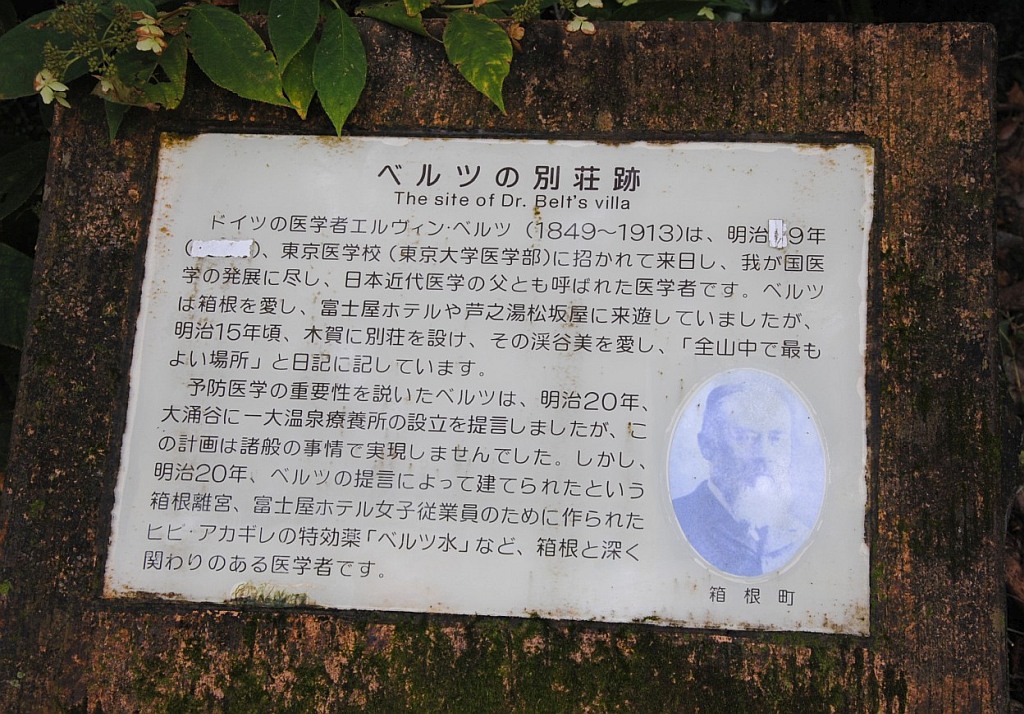 ベルツの別荘跡
The site of Dr. Belt's villa
ドイツの医学者エルヴィン・ベルツ(1849〜1913)は、明治9年
( )、東京医学校(東京大学医学部)に招かれて来日し、我が国医
学の発展に尽し、日本近代医学の父とも呼ばれた医学者です。ベルツ
は箱根を愛し、富士屋ホテルや芦之湯松坂屋に来遊していましたが、
明治15年頃、木賀に別荘を設け、その渓谷美を愛し、「全山中で最も
よい場所」と日記に記しています。
予防医学の重要性を説いたベルツは、明治20年、
大涌谷に一大温泉療養所の設立を提言しましたが、こ
の計画は諸般の事情で実現しませんでした。しかし、
明治20年、ベルツの提言によって建てられたという
箱根離宮、富士屋ホテル女子従業員のために作られた
ヒビ・アカギレの特効薬「ベルツ水」など、箱根と深く
関わりのある医学者です。
箱根町